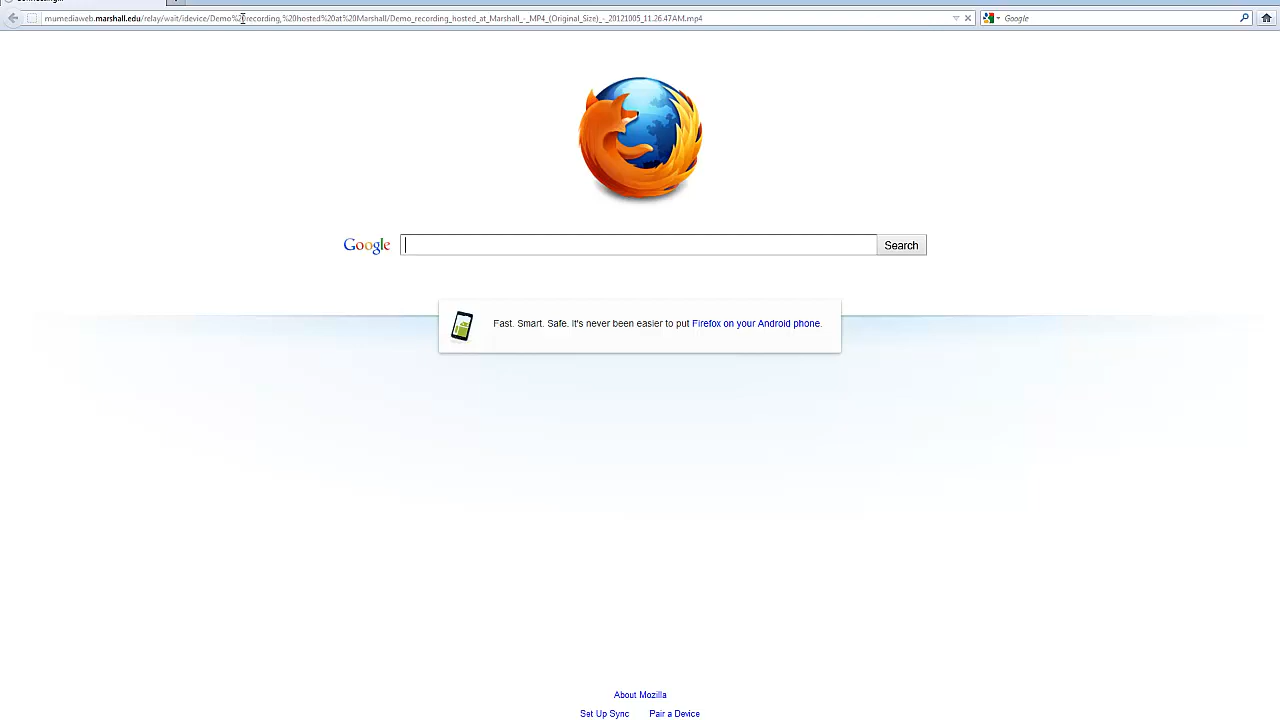 mumediaweb.marshall.edu/relay/wait/idevice/Demo%20recording,%20hosted%20at%20Marshall/Demo_recording_hosted_at_Marshall_-_MP4_(Original_Size)_-_20121005_11.26.47AM.mp4
Google
Google
Search
Fast. Smart. Safe. It's never been easier to put Firefox on your Android phone.
About Mozilla
Set Up Sync Pair a Device